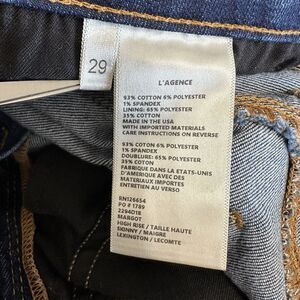 29
L'AGENCE
93% COTTON 6% POLYESTER
1% SPANDEX
LINING: 65% POLYESTER
35% COTTON
MADE IN THE USA
WITH IMPORTED MATERIALS
CARE INSTRUCTIONS ON REVERSE
93% COTON 6% POLYESTER
1% SPANDEX
DOUBLURE: 65% POLYESTER
35% COTON
FABRIQUE DANS LA ETATS-UNIS
D'AMERIQUE AVEC DES
MATERIAUX IMPORTES
ENTRETIEN AU VERSO
RN126654
PO # 1789
2294DIB
MARGOT
HIGH RISE / TAILLE HAUTE
SKINNY / MAIGRE
LEXINGTON / LECOMTE